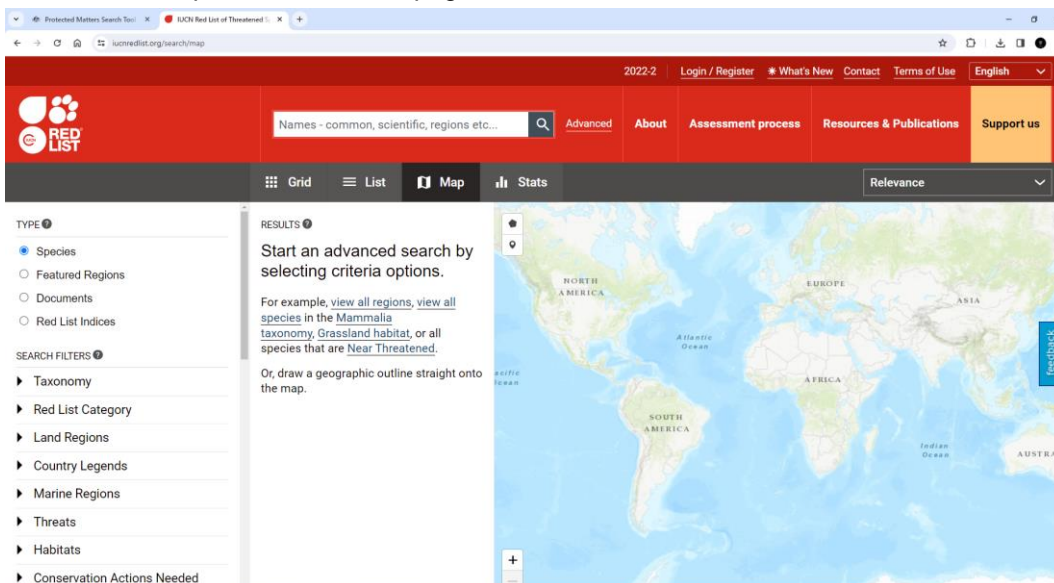 Protected Matters Search Tool
IUCN Red List of Threatened S
iucnredlist.org/search/map
2022-2
Login / Register
What's New
Contact
Terms of Use
English
RED
LIST
Names - common, scientific, regions etc...
Advanced
About
Assessment process
Resources & Publications
Support us
Grid
List
Map
Stats
Relevance
TYPE
Species
Featured Regions
Documents
Red List Indices
SEARCH FILTERS
Taxonomy
Red List Category
Land Regions
Country Legends
Marine Regions
Threats
Habitats
Conservation Actions Needed
RESULTS
Start an advanced search by
selecting criteria options.
For example, view all regions, view all
species in the Mammalia
taxonomy, Grassland habitat, or all
species that are Near Threatened.
Or, draw a geographic outline straight onto
the map.
NORTH
AMERICA
EUROPE
ASIA
Atlantic
Ocean
acific
cean
AFRICA
SOUTH
AMERICA
Indian
Ocean
AUSTRA
feedback
+